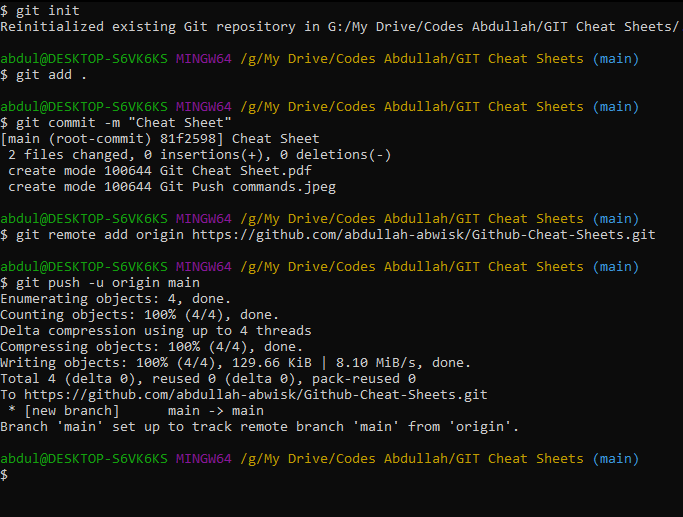 $ git init
Reinitialized existing Git repository in G:/My Drive/Codes Abdullah/GIT Cheat Sheets/
abdul@DESKTOP-S6VK6KS MINGW64 /g/My Drive/Codes Abdullah/GIT Cheat Sheets (main)
$ git add .
abdul@DESKTOP-S6VK6KS MINGW64 /g/My Drive/Codes Abdullah/GIT Cheat Sheets (main)
$ git commit -m "Cheat Sheet"
[main (root-commit) 81f2598] Cheat Sheet
 2 files changed, 0 insertions(+), 0 deletions(-)
 create mode 100644 Git Cheat Sheet.pdf
 create mode 100644 Git Push commands.jpeg
abdul@DESKTOP-S6VK6KS MINGW64 /g/My Drive/Codes Abdullah/GIT Cheat Sheets (main)
$ git remote add origin https://github.com/abdullah-abwisk/Github-Cheat-Sheets.git
abdul@DESKTOP-S6VK6KS MINGW64 /g/My Drive/Codes Abdullah/GIT Cheat Sheets (main)
$ git push -u origin main
Enumerating objects: 4, done.
Counting objects: 100% (4/4), done.
Delta compression using up to 4 threads
Compressing objects: 100% (4/4), done.
Writing objects: 100% (4/4), 129.66 KiB | 8.10 MiB/s, done.
Total 4 (delta 0), reused 0 (delta 0), pack-reused 0
To https://github.com/abdullah-abwisk/Github-Cheat-Sheets.git
 * [new branch]      main -> main
Branch 'main' set up to track remote branch 'main' from 'origin'.
abdul@DESKTOP-S6VK6KS MINGW64 /g/My Drive/Codes Abdullah/GIT Cheat Sheets (main)
$